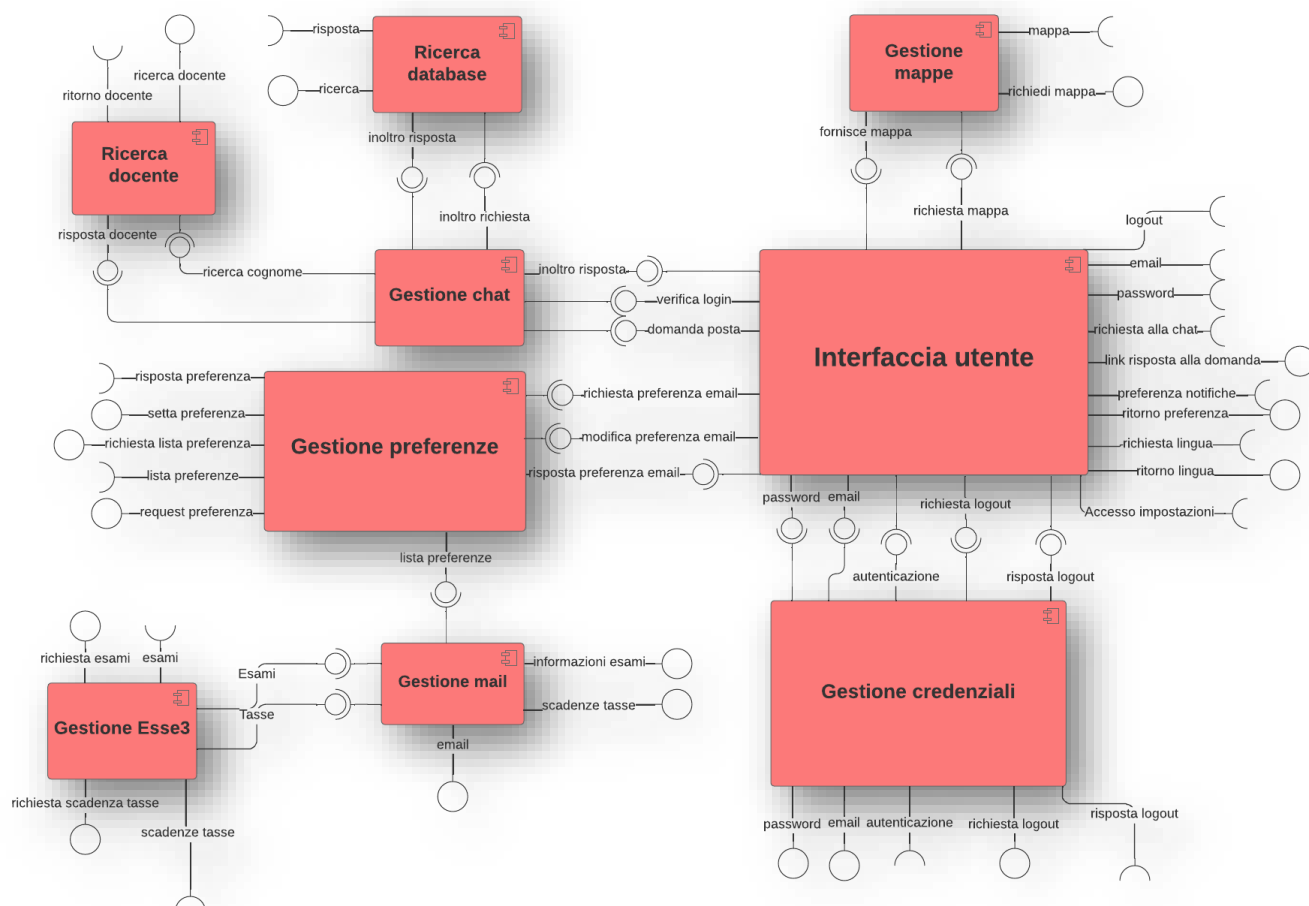 risposta
Ricerca
database
ricerca
ricerca docente
ritorno docente
Ricerca
docente
inoltro risposta
inoltro richiesta
risposta docente
ricerca cognome
Gestione
mappe
mappa
richiedi mappa
fornisce mappa
richiesta mappa
Gestione chat
inoltro risposta
verifica login
domanda posta
Interfaccia utente
logout
email
password
richiesta alla chat
link risposta alla domanda
preferenza notifiche
ritorno preferenza
richiesta lingua
ritorno lingua
Accesso impostazioni
risposta preferenza
setta preferenza
richiesta lista preferenza
lista preferenze
request preferenza
Gestione preferenze
richiesta preferenza email
modifica preferenza email
risposta preferenza email
lista preferenze
password
email
richiesta logout
autenticazione
risposta logout
Gestione credenziali
password
email
autenticazione
richiesta logout
risposta logout
richiesta esami
esami
Esami
Tasse
Gestione Esse3
richiesta scadenza tasse
scadenze tasse
Gestione mail
informazioni esami
scadenze tasse
email